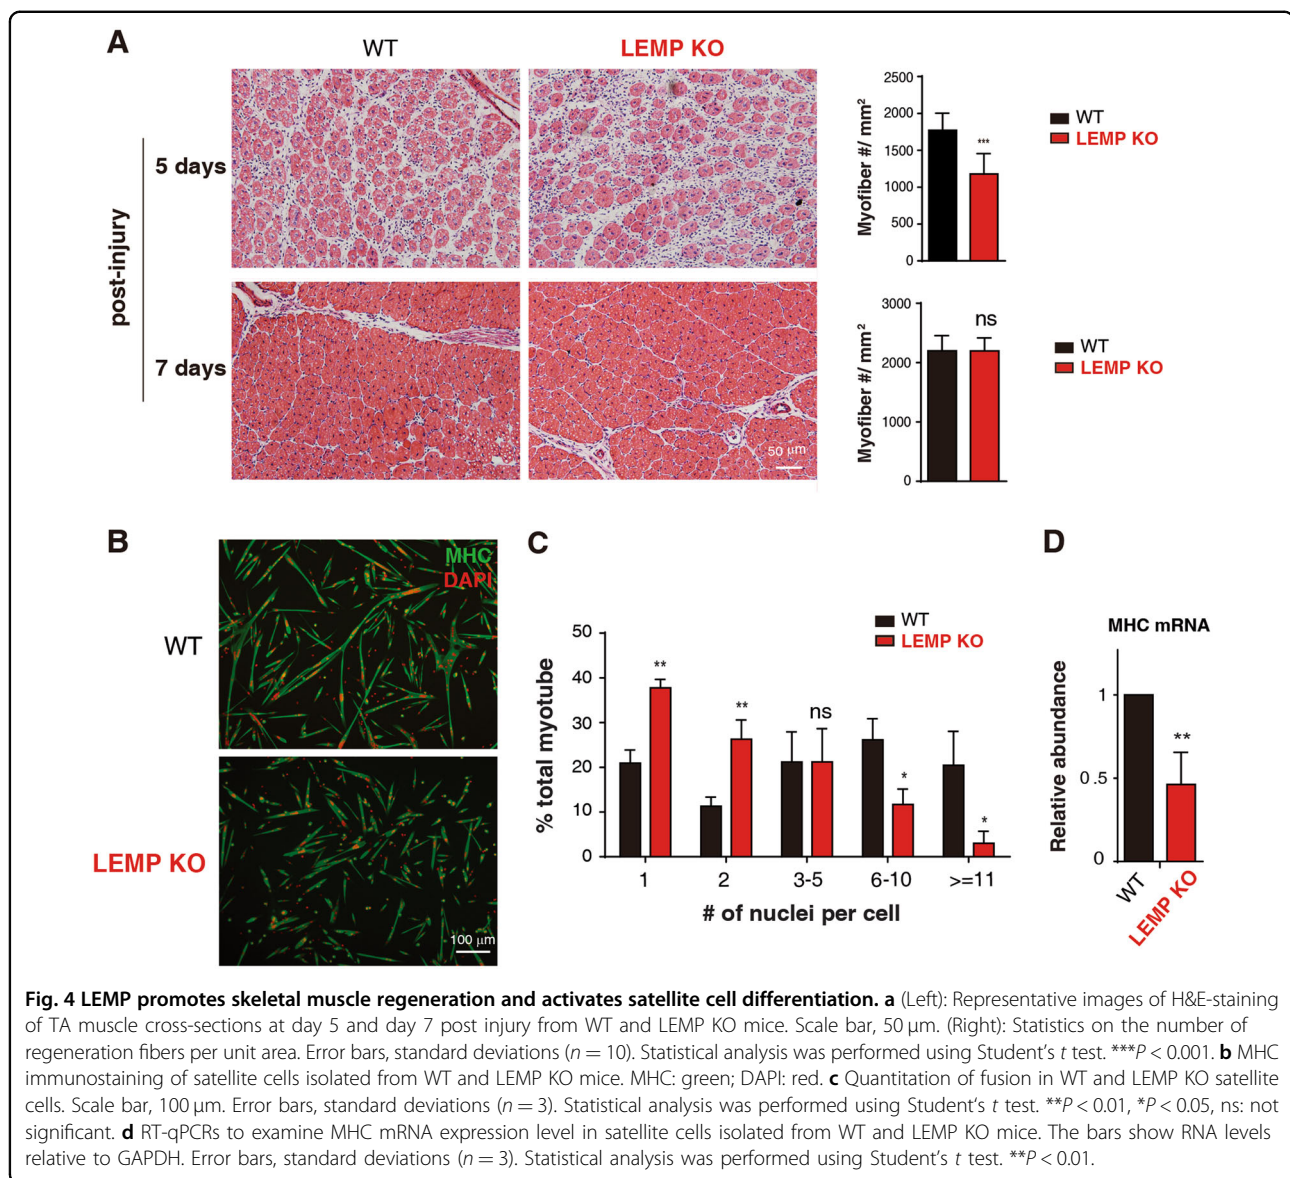 A
WT
LEMP KO
post-injury
5 days
7 days
50 µm
2500
2000
1500
1000
500
0
Myofiber #/ mm²
***
WT
LEMP KO
3000
2000
1000
0
Myofiber #/ mm²
ns
WT
LEMP KO
B
WT
LEMP KO
MHC
DAPI
100 µm
C
WT
LEMP KO
50
40
30
20
10
0
% total myotube
**
**
ns
*
*
1 2 3-5 6-10 >=11
# of nuclei per cell
D
MHC mRNA
Relative abundance
1
0.5
0
**
WT
LEMP KO
Fig. 4 LEMP promotes skeletal muscle regeneration and activates satellite cell differentiation. a (Left): Representative images of H&E-staining
of TA muscle cross-sections at day 5 and day 7 post injury from WT and LEMP KO mice. Scale bar, 50 µm. (Right): Statistics on the number of
regeneration fibers per unit area. Error bars, standard deviations (n = 10). Statistical analysis was performed using Student's t test. ***P < 0.001. b MHC
immunostaining of satellite cells isolated from WT and LEMP KO mice. MHC: green; DAPI: red. c Quantitation of fusion in WT and LEMP KO satellite
cells. Scale bar, 100 µm. Error bars, standard deviations (n = 3). Statistical analysis was performed using Student's t test. **P < 0.01, *P < 0.05, ns: not
significant. d RT-qPCRs to examine MHC mRNA expression level in satellite cells isolated from WT and LEMP KO mice. The bars show RNA levels
relative to GAPDH. Error bars, standard deviations (n = 3). Statistical analysis was performed using Student's t test. **P < 0.01.